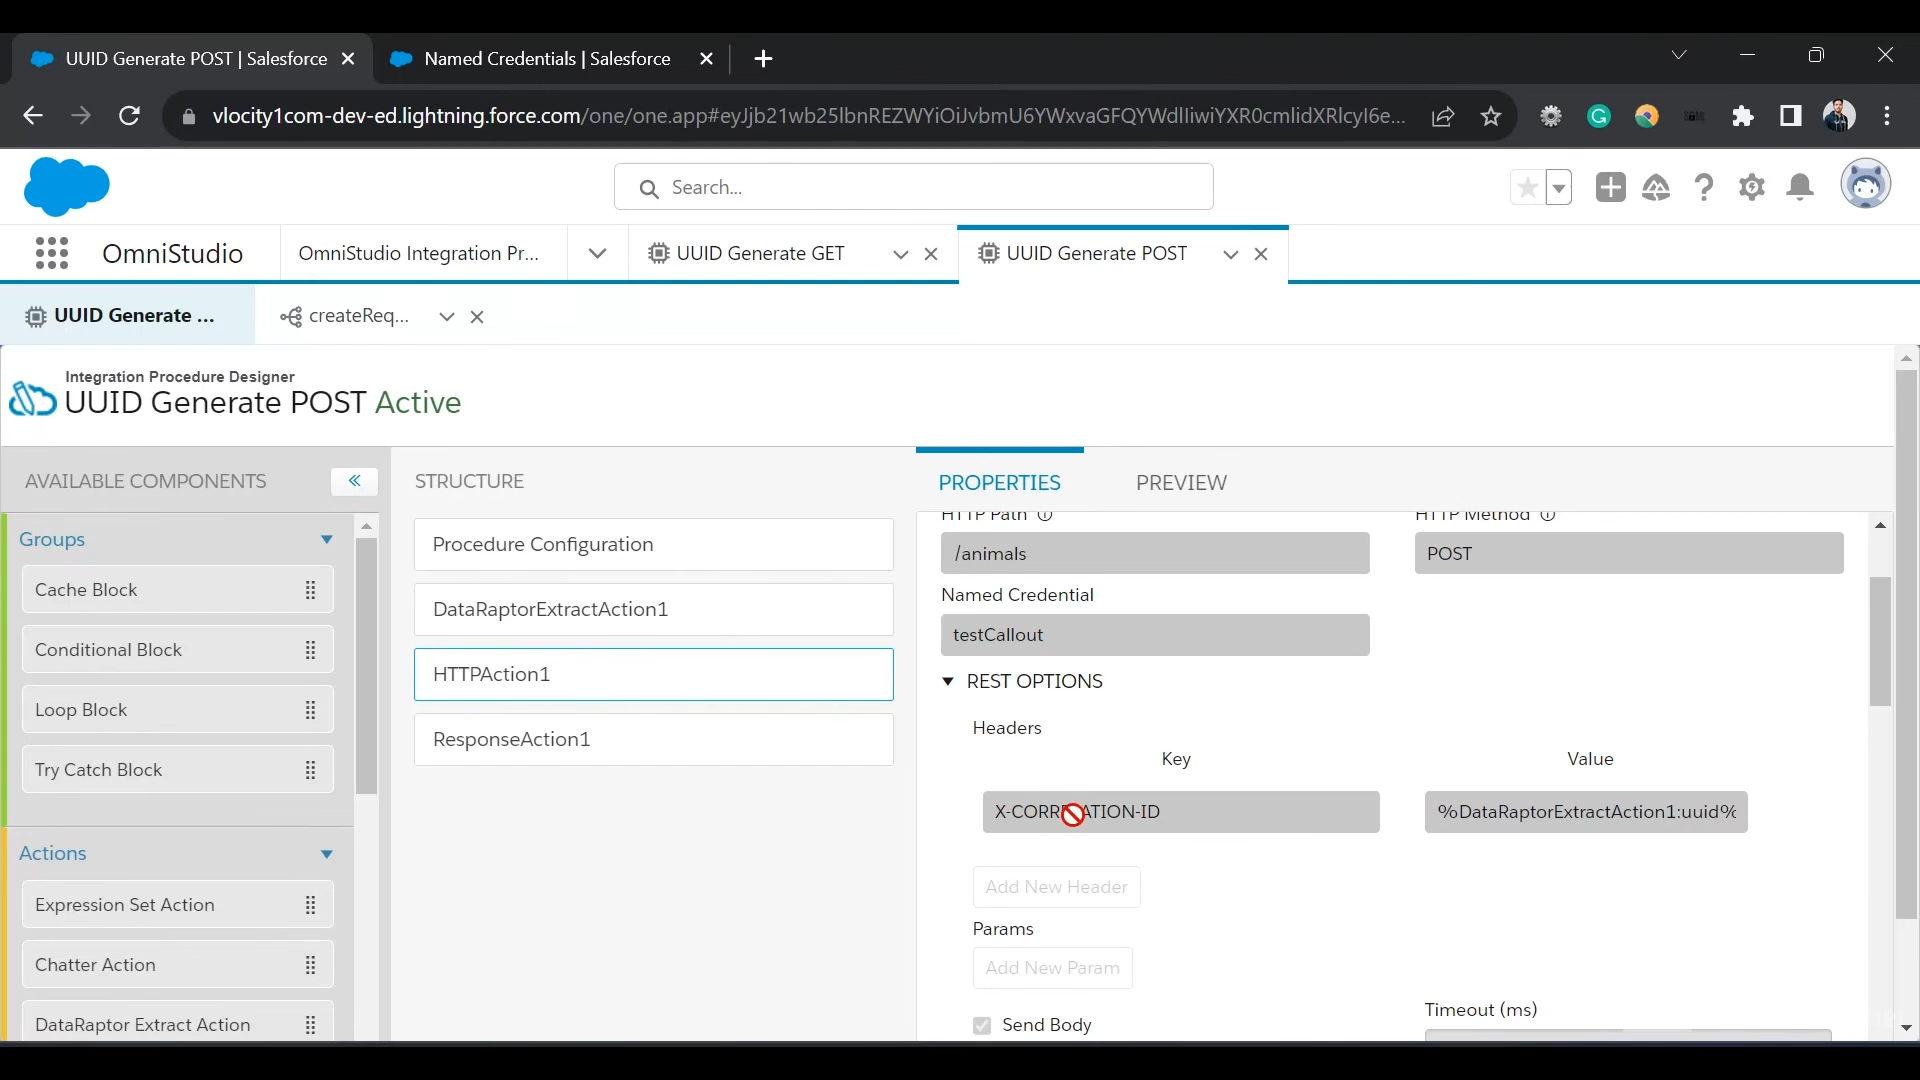 UUID Generate POST | Salesforce
Named Credentials | Salesforce
vlocity1com-dev-ed.lightning.force.com/one/one.app#eyJjb21wb25lbnREZWYiOiJvbmU6YWxvaGFQYWdlIiwiYXR0cmlidXRlcyI6e...
Search...
OmniStudio
OmniStudio Integration Pr...
UUID Generate GET
UUID Generate POST
UUID Generate ...
createReq...
Integration Procedure Designer
UUID Generate POST Active
AVAILABLE COMPONENTS
STRUCTURE
PROPERTIES
PREVIEW
Groups
Cache Block
Conditional Block
Loop Block
Try Catch Block
Actions
Expression Set Action
Chatter Action
DataRaptor Extract Action
Procedure Configuration
DataRaptorExtractAction1
HTTPAction1
ResponseAction1
HTTP Path
HTTP Method
/animals
POST
Named Credential
testCallout
REST OPTIONS
Headers
Key
Value
%DataRaptorExtractAction1:uuid%
Add New Header
Params
Add New Param
Timeout (ms)
Send Body